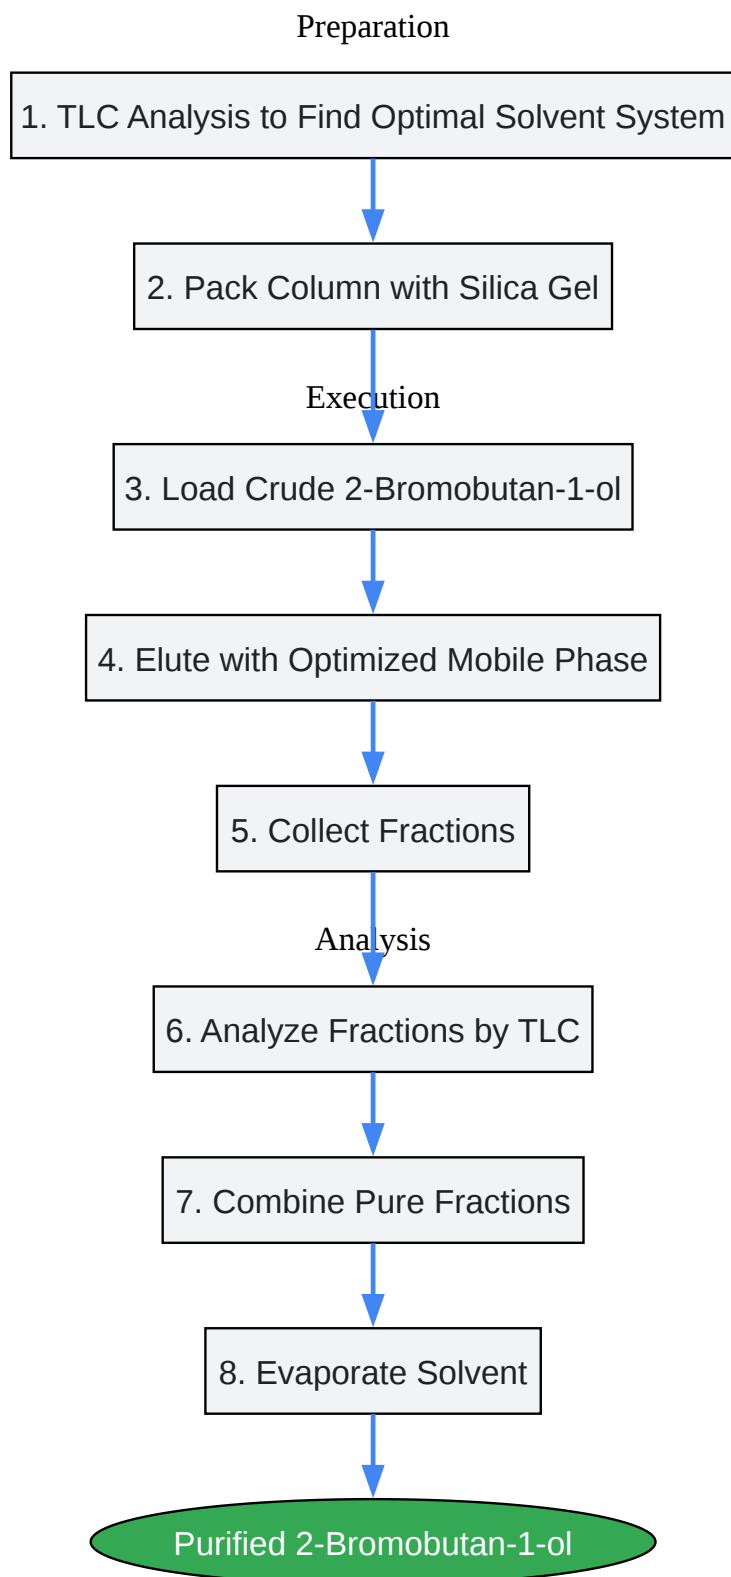 Preparation
1. TLC Analysis to Find Optimal Solvent System
2. Pack Column with Silica Gel
Execution
3. Load Crude 2-Bromobutan-1-ol
4. Elute with Optimized Mobile Phase
5. Collect Fractions
Analysis
6. Analyze Fractions by TLC
7. Combine Pure Fractions
8. Evaporate Solvent
Purified 2-Bromobutan-1-ol